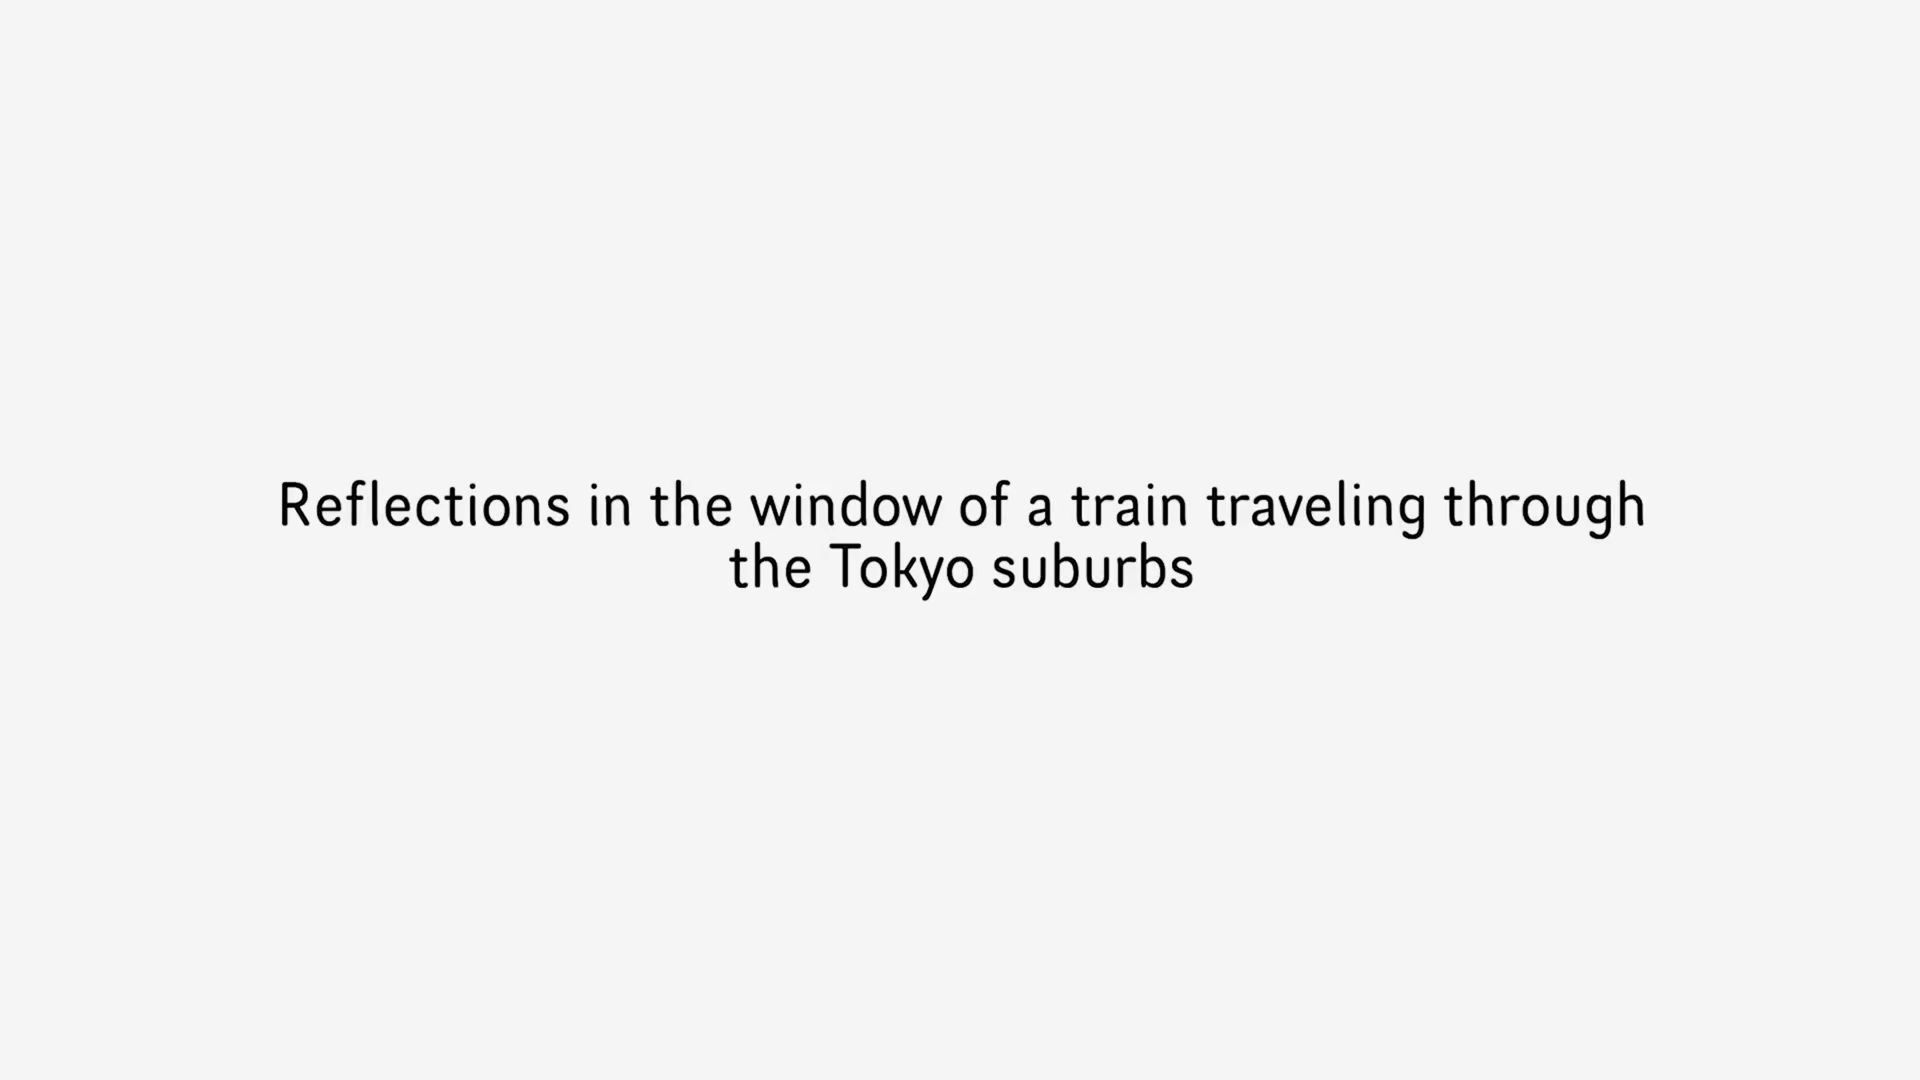 Reflections in the window of a train traveling through
the Tokyo suburbs